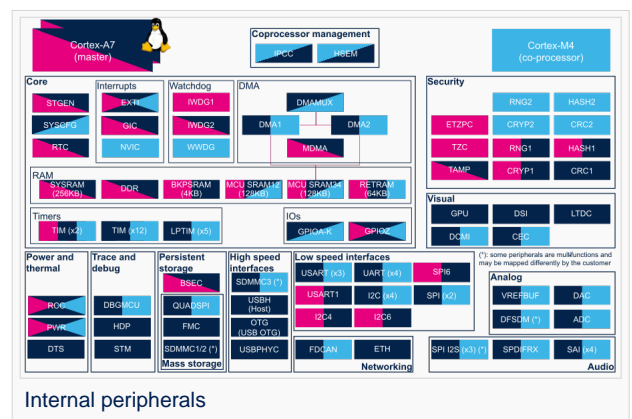 Cortex-A7
(master)
Coprocessor management
IPCC
HSEM
Cortex-M4
(co-processor)
Core
STGEN
SYSCFG
RTC
Interrupts
EXTI
GIC
NVIC
Watchdog
IWDG1
IWDG2
WWDG
DMA
DMAMUX
DMA1
DMA2
MDMA
Security
RNG2
HASH2
ETZPC
CRYP2
CRC2
TZC
RNG1
HASH1
TAMP
CRYP1
CRC1
RAM
SYSRAM
(256KB)
DDR
BKPSRAM
(4KB)
MCU SRAM12
(128KB)
MCU SRAM34
(128KB)
RETRAM
(64KB)
Timers
TIM (x2)
TIM (x12)
LPTIM (x5)
IOs
GPIOA-K
GPIOZ
Visual
GPU
DSI
LTDC
DCMI
CEC
(*): some peripherals are multifunctions and
may be mapped differently by the customer
Power and
thermal
RCC
PWR
DTS
Trace and
debug
DBGMCU
HDP
STM
Persistent
storage
BSEC
QUADSPI
FMC
SDMMC1/2 (*)
Mass storage
High speed
interfaces
SDMMC3 (*)
USBH
(Host)
OTG
(USB OTG)
USBPHYC
Low speed interfaces
USART (x3)
UART (x4)
SPI6
USART1
I2C (x4)
SPI (x2)
I2C4
I2C6
FDCAN
ETH
Networking
Analog
VREFBUF
DAC
DFSDM (*)
ADC
SPI I2S (x3) (*)
SPDIFRX
SAI (x4)
Audio
Internal peripherals